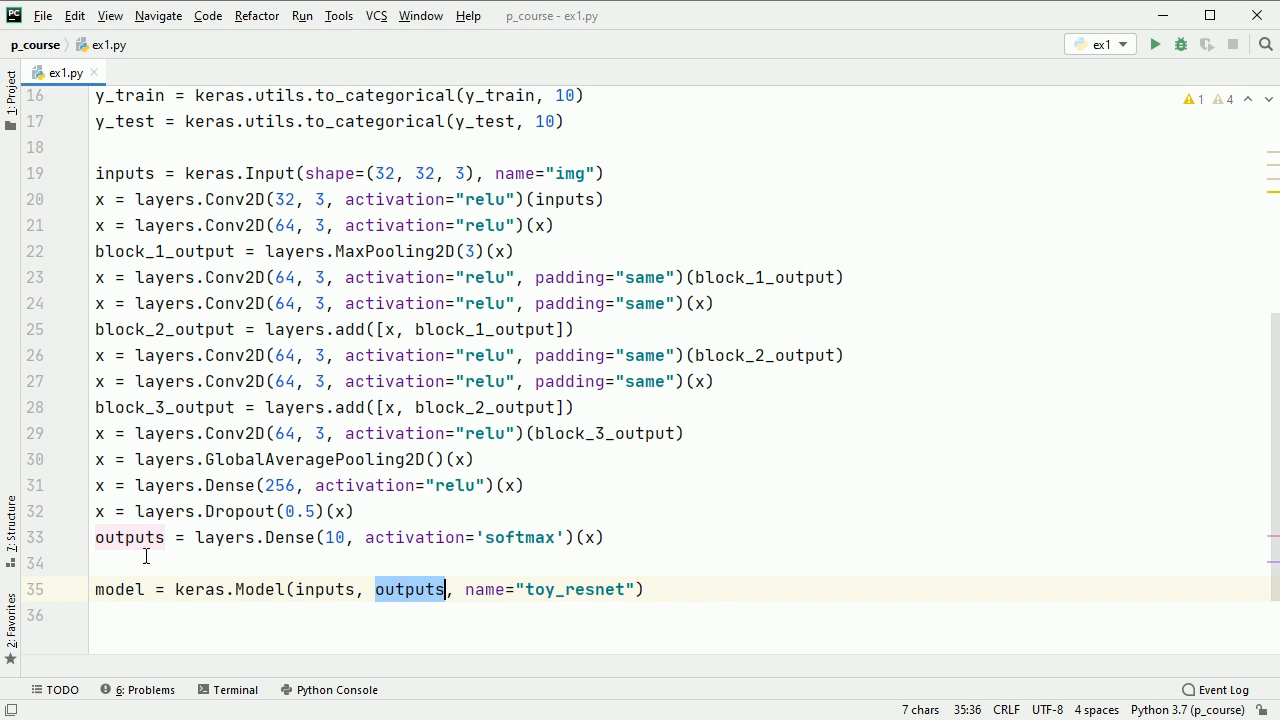 PC File Edit View Navigate Code Refactor Run Tools VCS Window Help p_course - ex1.py
p_course ex1.py ex1
ex1.py
1: Project
16 y_train = keras.utils.to_categorical(y_train, 10) 1 4
17 y_test = keras.utils.to_categorical(y_test, 10)
18
19 inputs = keras.Input(shape=(32, 32, 3), name="img")
20 x = layers.Conv2D(32, 3, activation="relu")(inputs)
21 x = layers.Conv2D(64, 3, activation="relu")(x)
22 block_1_output = layers.MaxPooling2D(3)(x)
23 x = layers.Conv2D(64, 3, activation="relu", padding="same")(block_1_output)
24 x = layers.Conv2D(64, 3, activation="relu", padding="same")(x)
25 block_2_output = layers.add([x, block_1_output])
26 x = layers.Conv2D(64, 3, activation="relu", padding="same")(block_2_output)
27 x = layers.Conv2D(64, 3, activation="relu", padding="same")(x)
28 block_3_output = layers.add([x, block_2_output])
29 x = layers.Conv2D(64, 3, activation="relu")(block_3_output)
30 x = layers.GlobalAveragePooling2D()(x)
31 x = layers.Dense(256, activation="relu")(x)
32 x = layers.Dropout(0.5)(x)
33 outputs = layers.Dense(10, activation='softmax')(x)
34
35 model = keras.Model(inputs, outputs, name="toy_resnet")
36
7: Structure
2: Favorites
TODO 6: Problems Terminal Python Console Event Log
7 chars 35:36 CRLF UTF-8 4 spaces Python 3.7 (p_course)